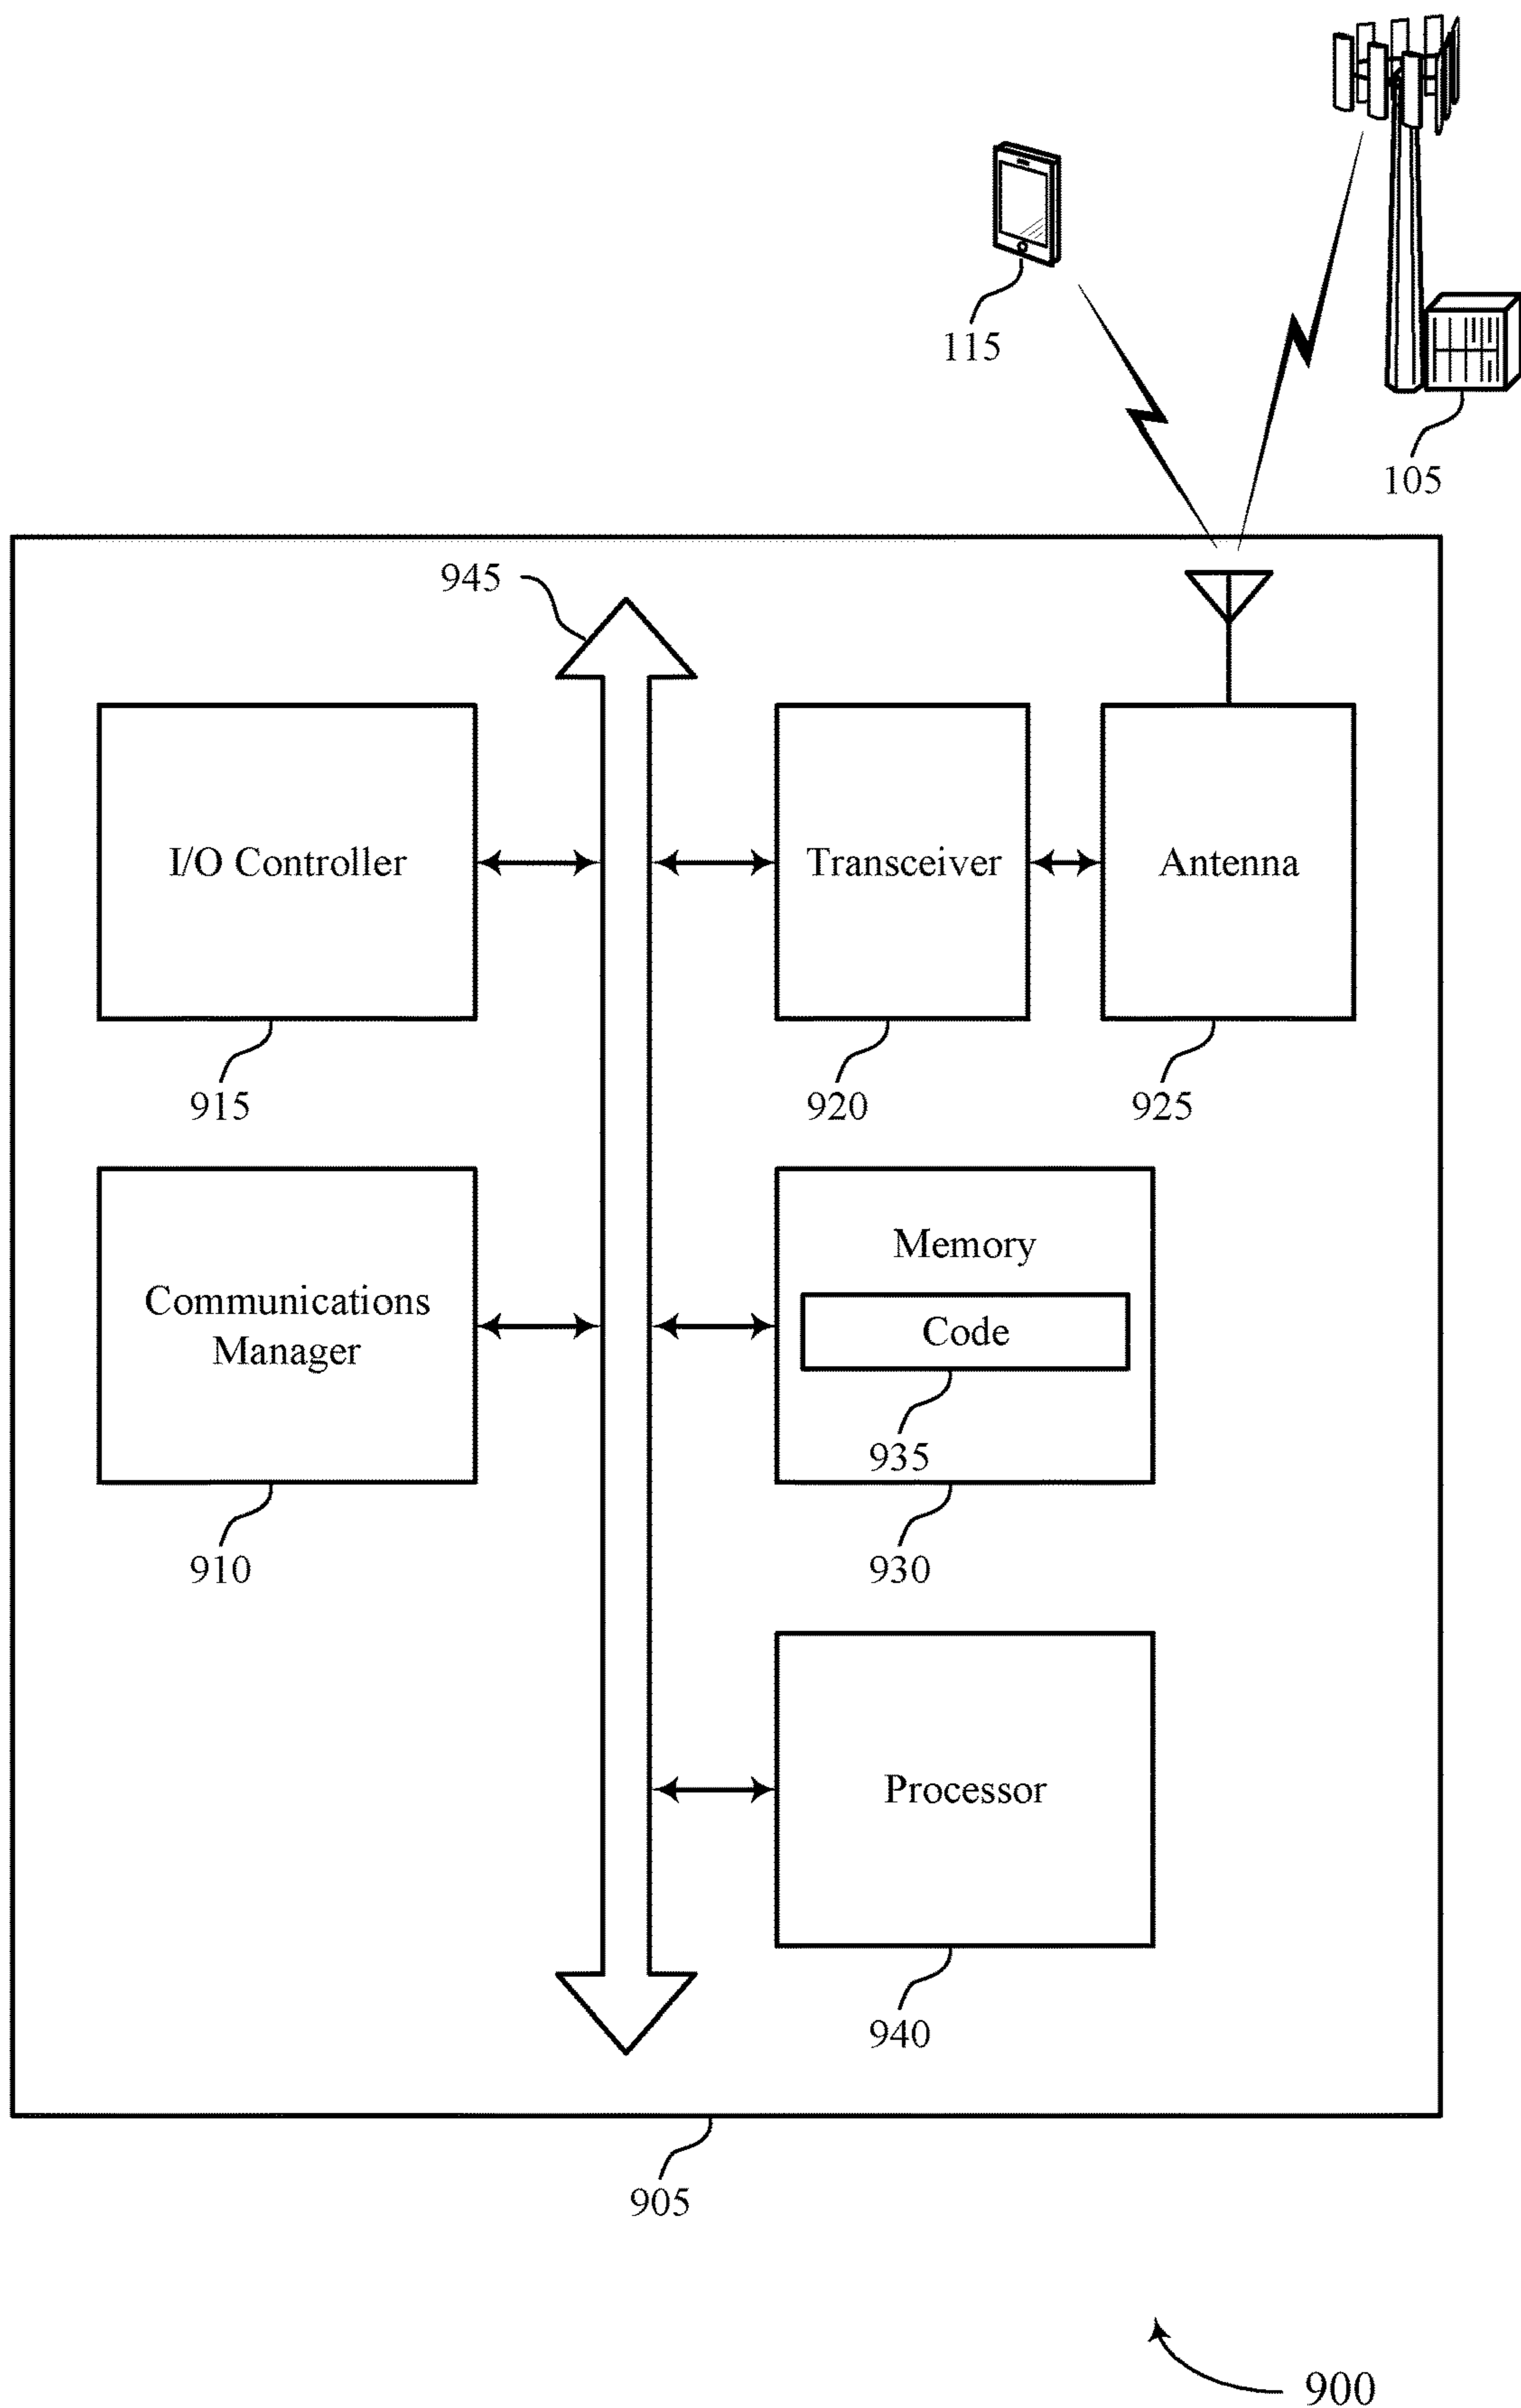 115
105
945
I/O Controller
Transceiver
Antenna
915
920
925
Communications
Manager
Memory
Code
935
910
930
Processor
940
905
900